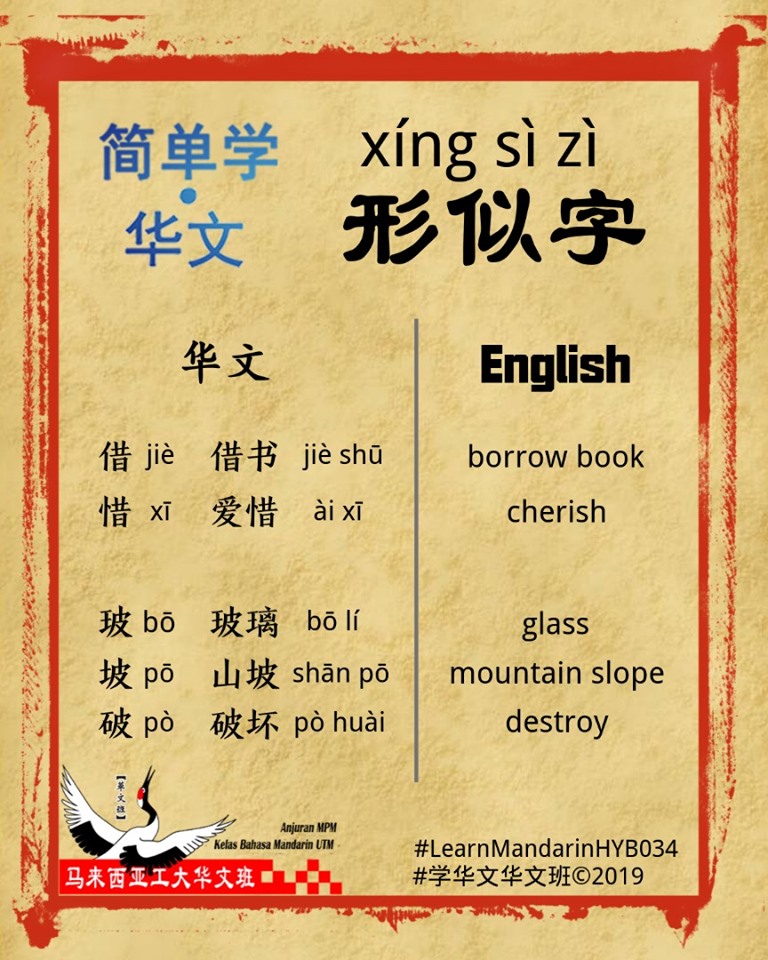 简单学
·
华文
xíng sì zì
形似字
华文
English
借 jiè 借书 jiè shū borrow book
惜 xī 爱惜 ài xī cherish
玻 bō 玻璃 bō lí glass
坡 pō 山坡 shān pō mountain slope
破 pò 破坏 pò huài destroy
【華·文班】
Anjuran MPM
Kelas Bahasa Mandarin UTM
马来西亚工大华文班
#LearnMandarinHYB034
#学华文华文班©2019